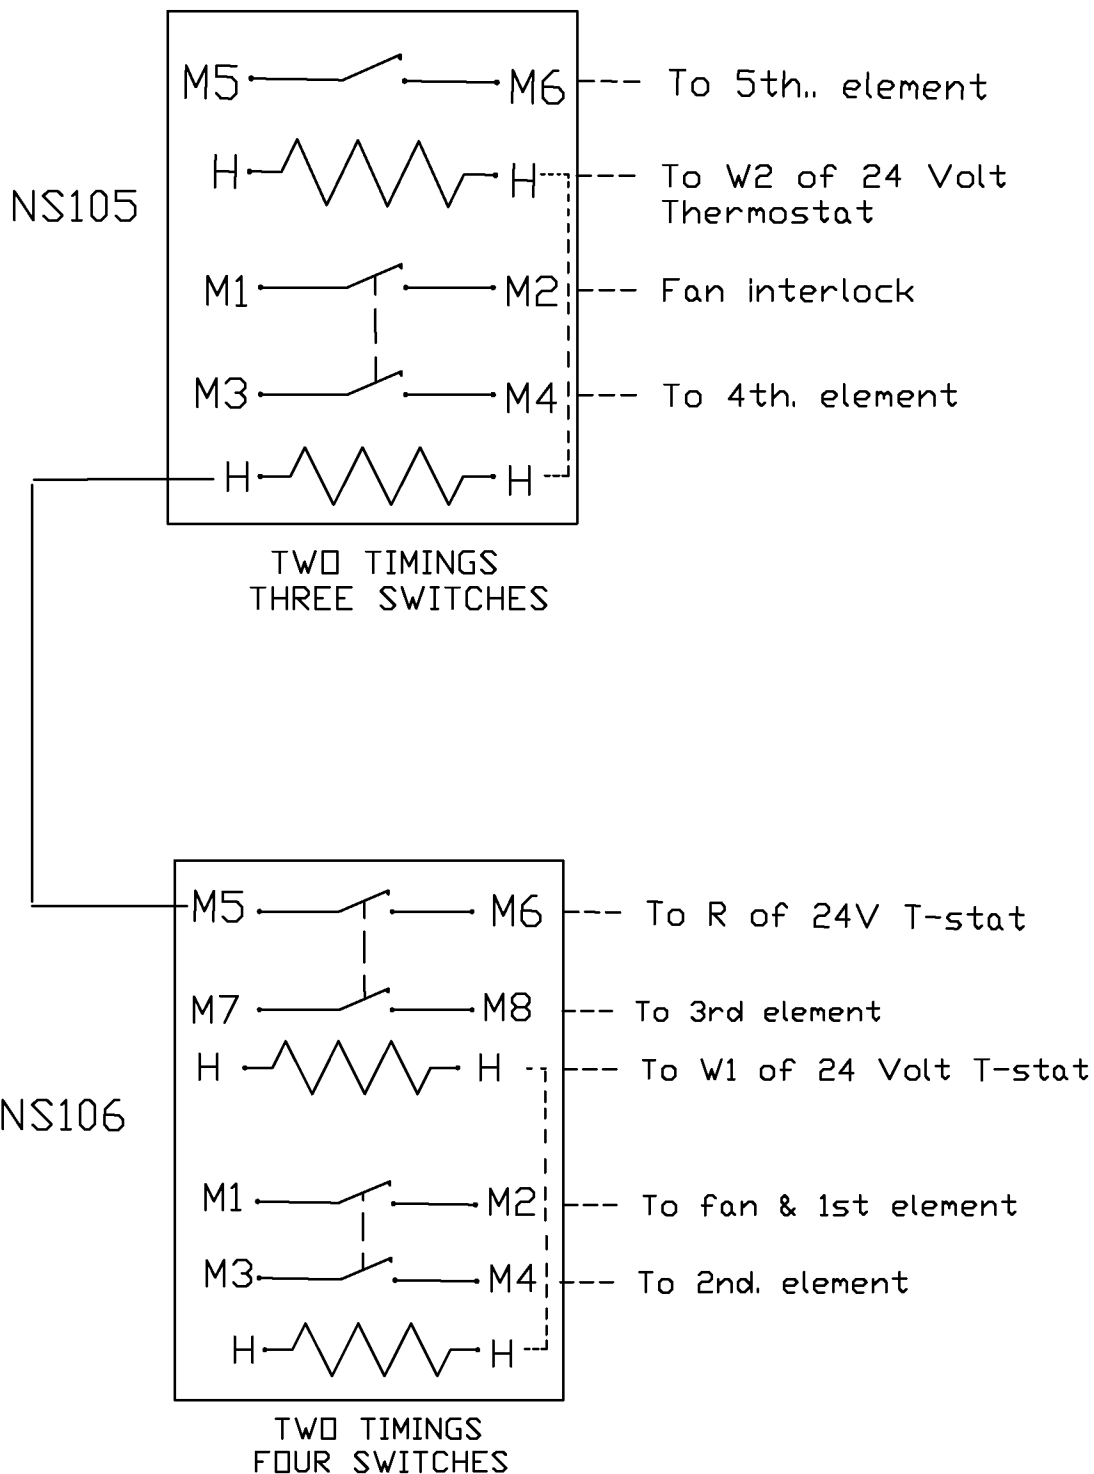 M5 M6 To 5th.. element
H H To W2 of 24 Volt
Thermostat
NS105
M1 M2 Fan interlock
M3 M4 To 4th. element
H H
TWO TIMINGS
THREE SWITCHES
M5 M6 To R of 24V T-stat
M7 M8 To 3rd element
H H To W1 of 24 Volt T-stat
NS106
M1 M2 To fan & 1st element
M3 M4 To 2nd. element
H H
TWO TIMINGS
FOUR SWITCHES